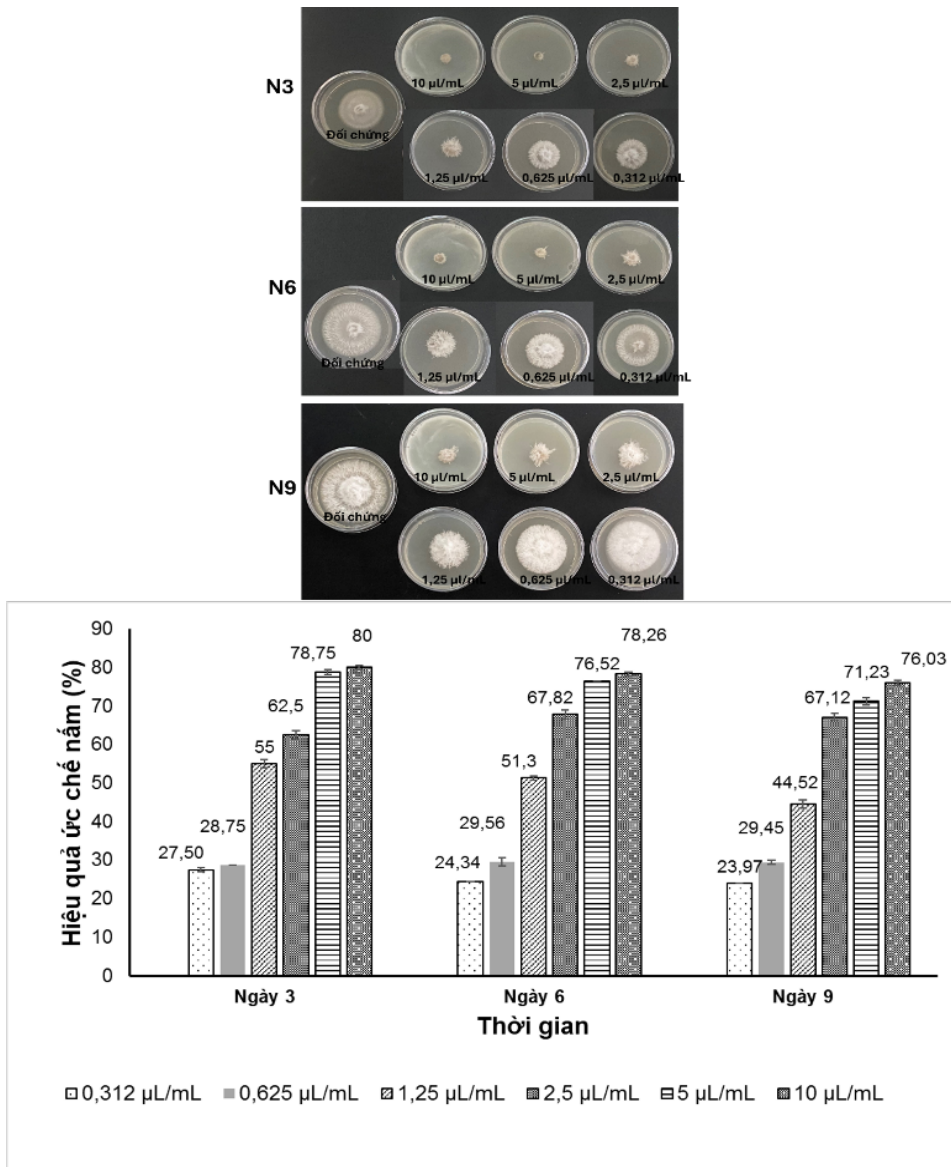 N3
10 µl/mL
5 µl/mL
2,5 µl/mL
Đối chứng
1,25 µl/mL
0,625 µl/mL
0,312 µl/mL
N6
10 µl/mL
5 µl/mL
2,5 µl/mL
Đối chứng
1,25 µl/mL
0,625 µl/mL
0,312 µl/mL
N9
10 µl/mL
5 µl/mL
2,5 µl/mL
Đối chứng
1,25 µl/mL
0,625 µl/mL
0,312 µl/mL
Hiệu quả ức chế nấm (%)
90
80
70
60
50
40
30
20
10
0
27,50
28,75
55
62,5
78,75
80
24,34
29,56
51,3
67,82
76,52
78,26
23,97
29,45
44,52
67,12
71,23
76,03
Ngày 3 Ngày 6 Ngày 9
Thời gian
0,312 µL/mL 0,625 µL/mL 1,25 µL/mL 2,5 µL/mL 5 µL/mL 10 µL/mL